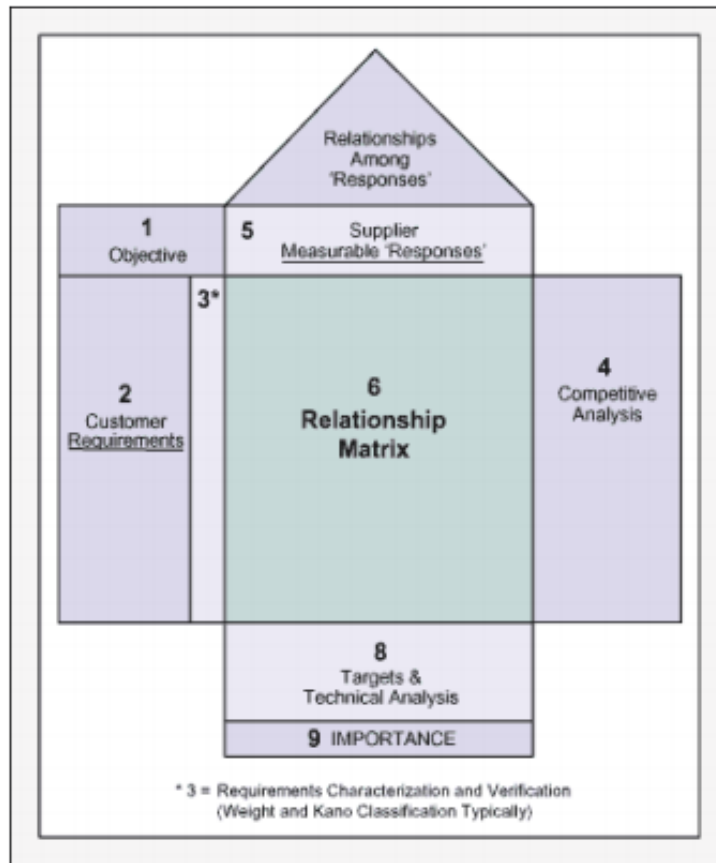 Relationships
Among
'Responses'
1
Objective
5
Supplier
Measurable 'Responses'
3*
2
Customer
Requirements
6
Relationship
Matrix
4
Competitive
Analysis
8
Targets &
Technical Analysis
9 IMPORTANCE
* 3 = Requirements Characterization and Verification
(Weight and Kano Classification Typically)